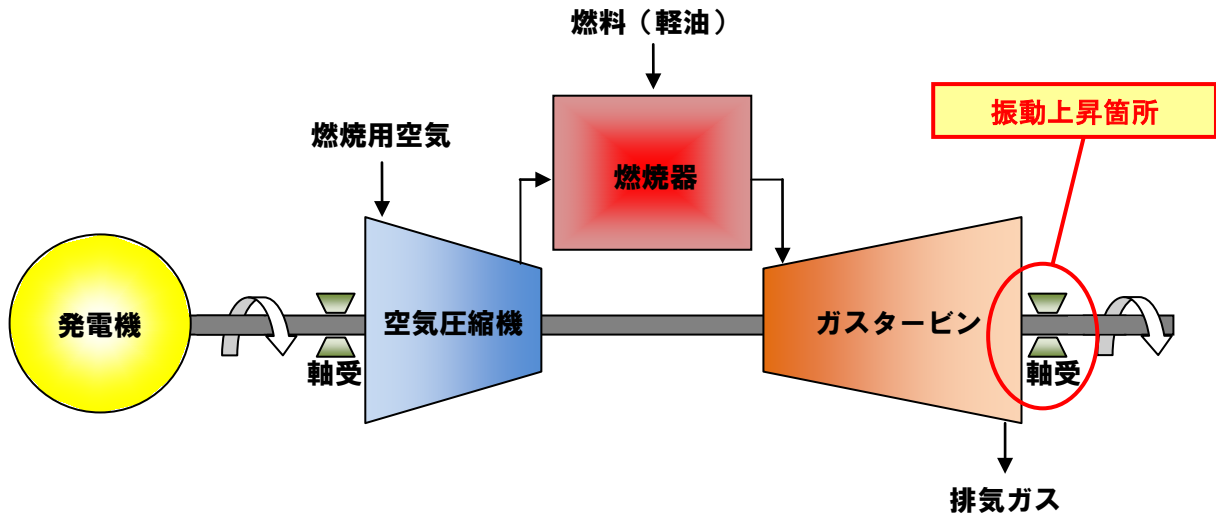 燃料（軽油）
振動上昇箇所
燃焼用空気
燃焼器
発電機
空気圧縮機
ガスタービン
軸受
軸受
排気ガス